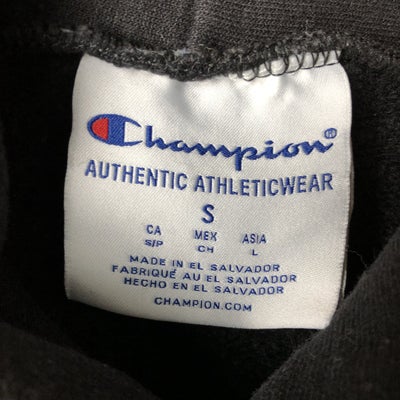 Champion®
AUTHENTIC ATHLETICWEAR
S
CA MEX ASIA
S/P CH L
MADE IN EL SALVADOR
FABRIQUÉ AU EL SALVADOR
HECHO EN EL SALVADOR
CHAMPION.COM